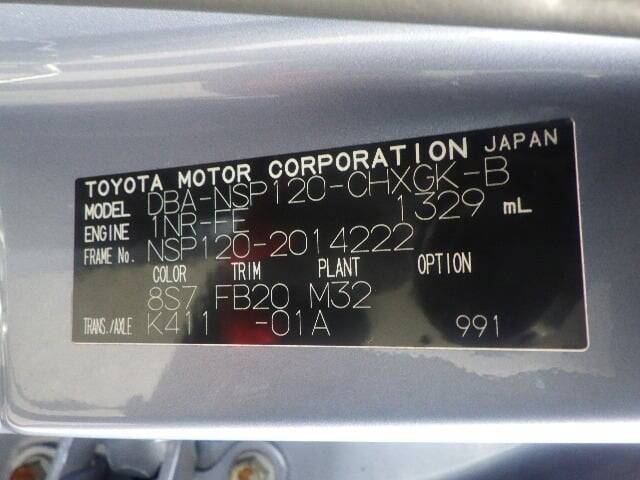 TOYOTA MOTOR CORPORATION JAPAN
MODEL DBA-NSP120-CHXGK-B
ENGINE 1NR-FE 1329 mL
FRAME No. NSP120-2014222
COLOR TRIM PLANT OPTION
8S7 FB20 M32
TRANS./AXLE K411 -01A 991